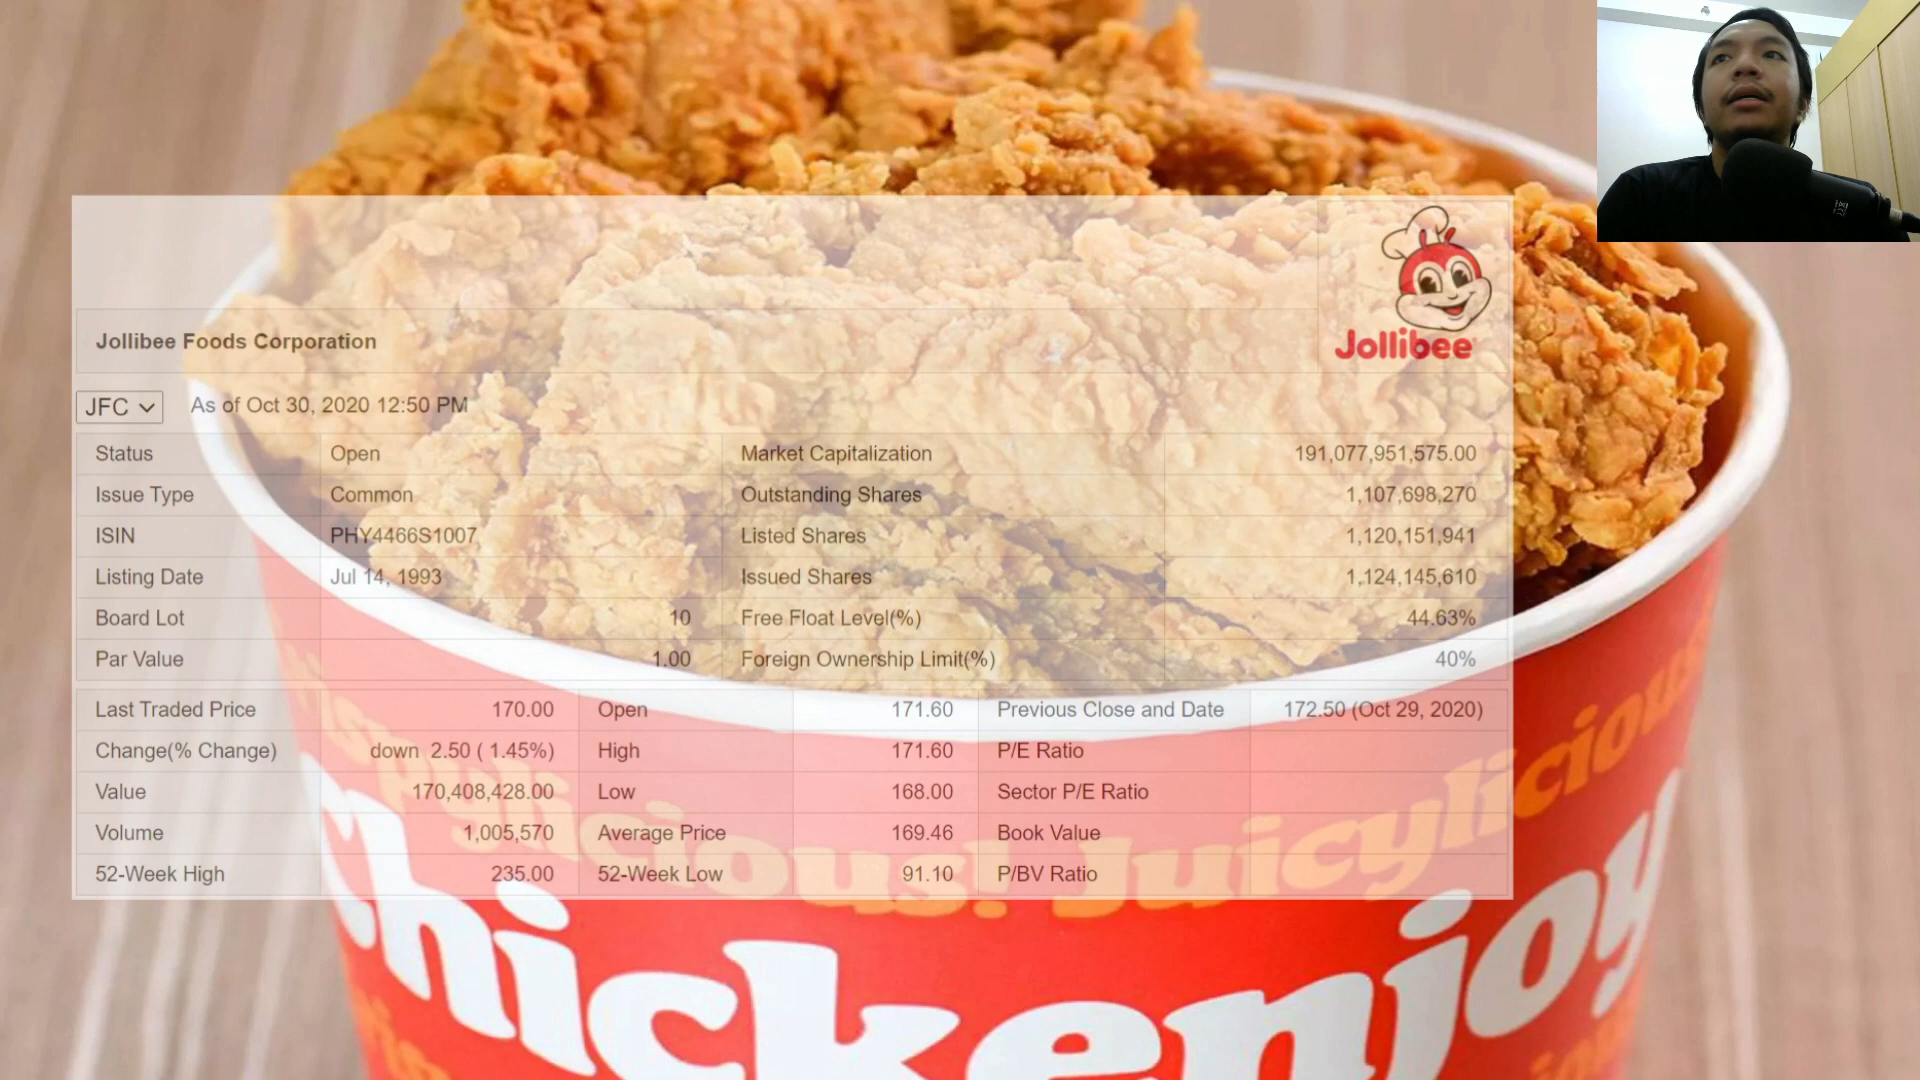 Jollibee
Jollibee Foods Corporation
JFC As of Oct 30, 2020 12:50 PM
Status Open Market Capitalization 191,077,951,575.00
Issue Type Common Outstanding Shares 1,107,698,270
ISIN PHY4466S1007 Listed Shares 1,120,151,941
Listing Date Jul 14, 1993 Issued Shares 1,124,145,610
Board Lot 10 Free Float Level(%) 44.63%
Par Value 1.00 Foreign Ownership Limit(%) 40%
Last Traded Price 170.00 Open 171.60 Previous Close and Date 172.50 (Oct 29, 2020)
Change(% Change) down 2.50 ( 1.45%) High 171.60 P/E Ratio
Value 170,408,428.00 Low 168.00 Sector P/E Ratio
Volume 1,005,570 Average Price 169.46 Book Value
52-Week High 235.00 52-Week Low 91.10 P/BV Ratio
Juicylicious!
Chickenjoy